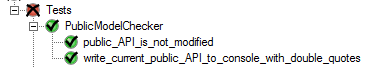 Tests
PublicModelChecker
public_API_is_not_modified
write_current_public_API_to_console_with_double_quotes